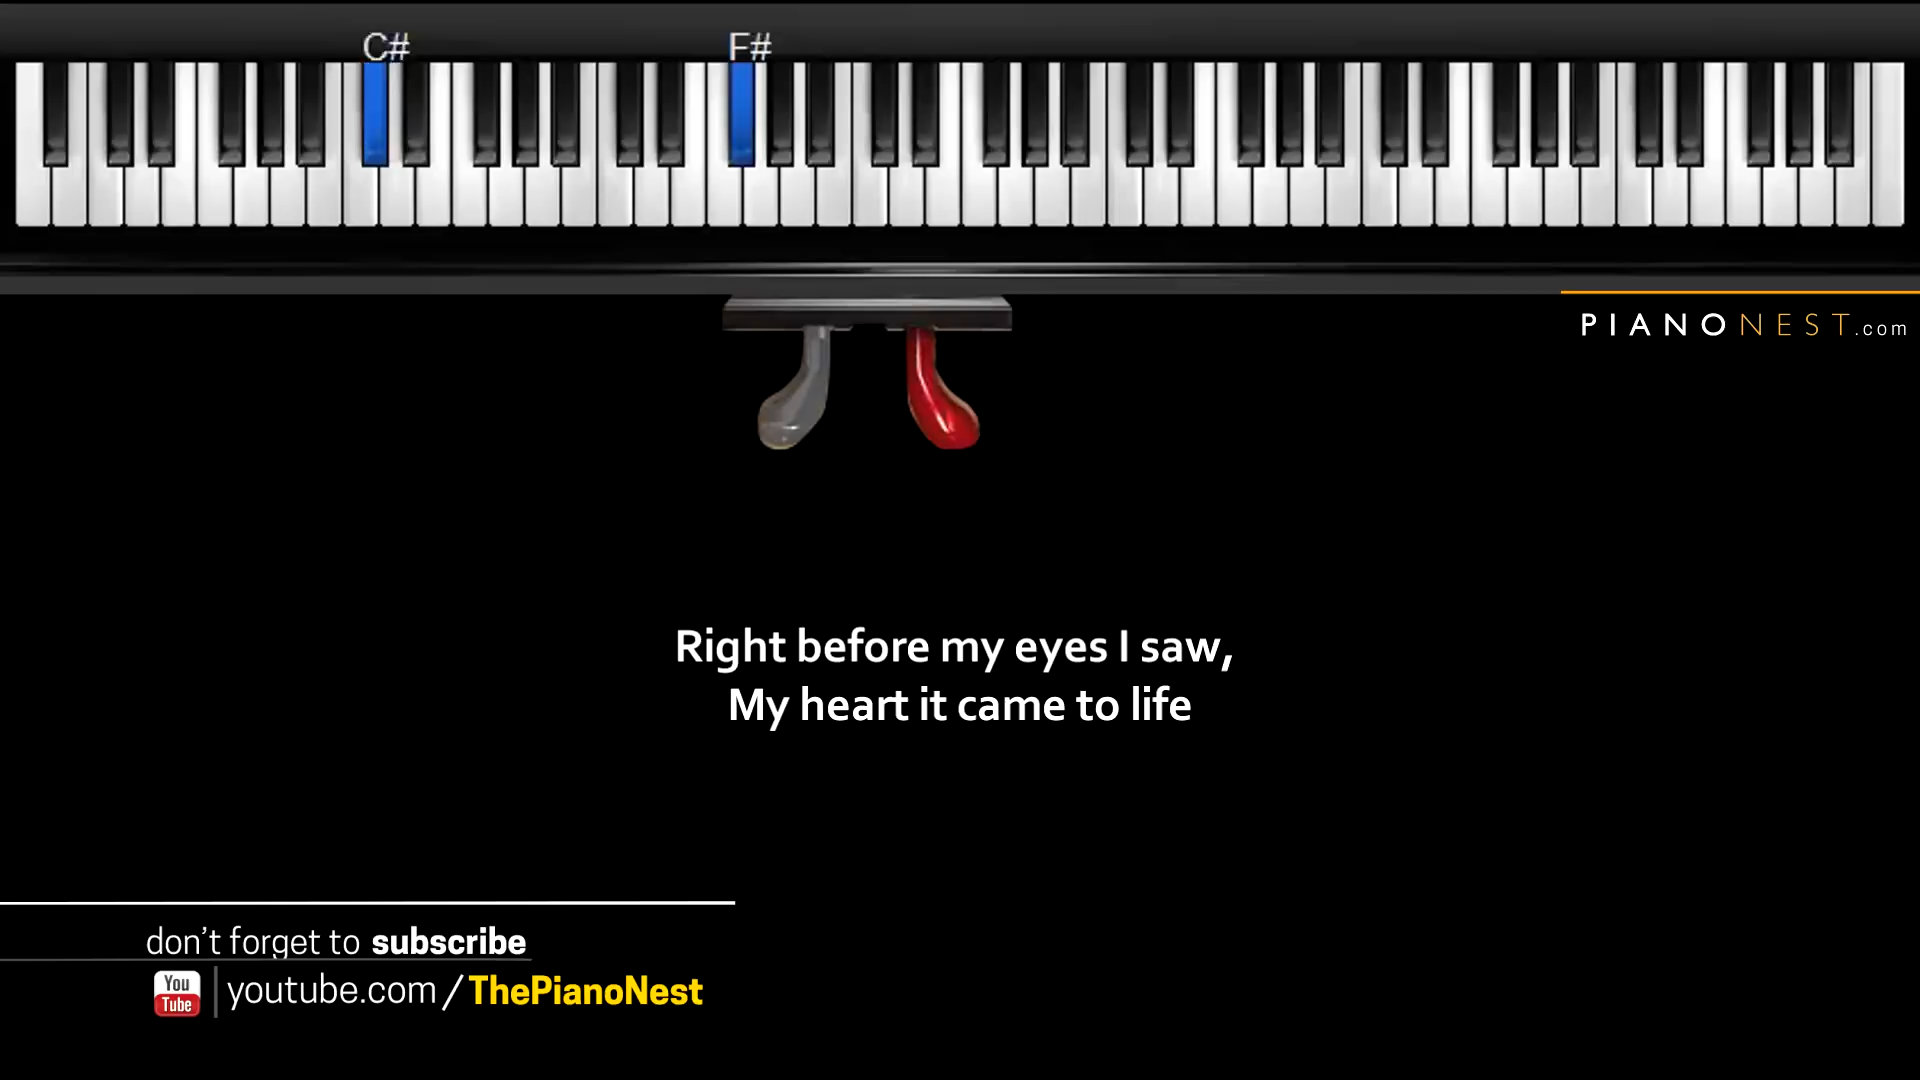 C# F#
PIANONEST.com
Right before my eyes I saw,
My heart it came to life
don't forget to subscribe
You Tube youtube.com/ThePianoNest